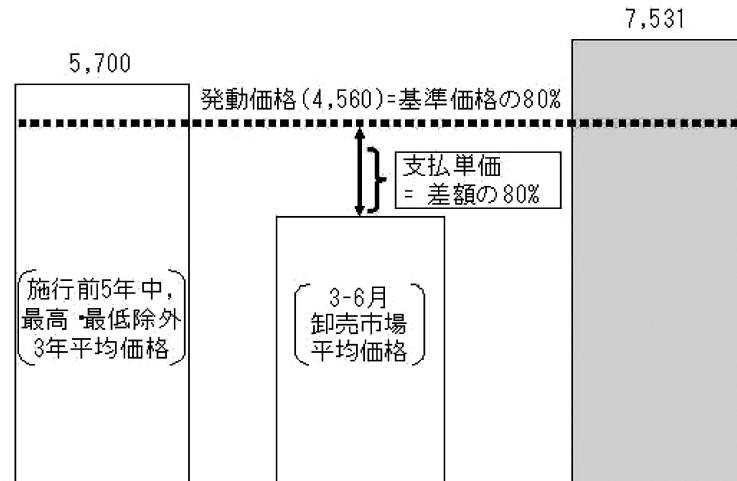 7,531
5,700
発動価格(4,560)=基準価格の80%
支払単価
= 差額の80%
施行前5年中,
最高・最低除外
3年平均価格
3-6月
卸売市場
平均価格